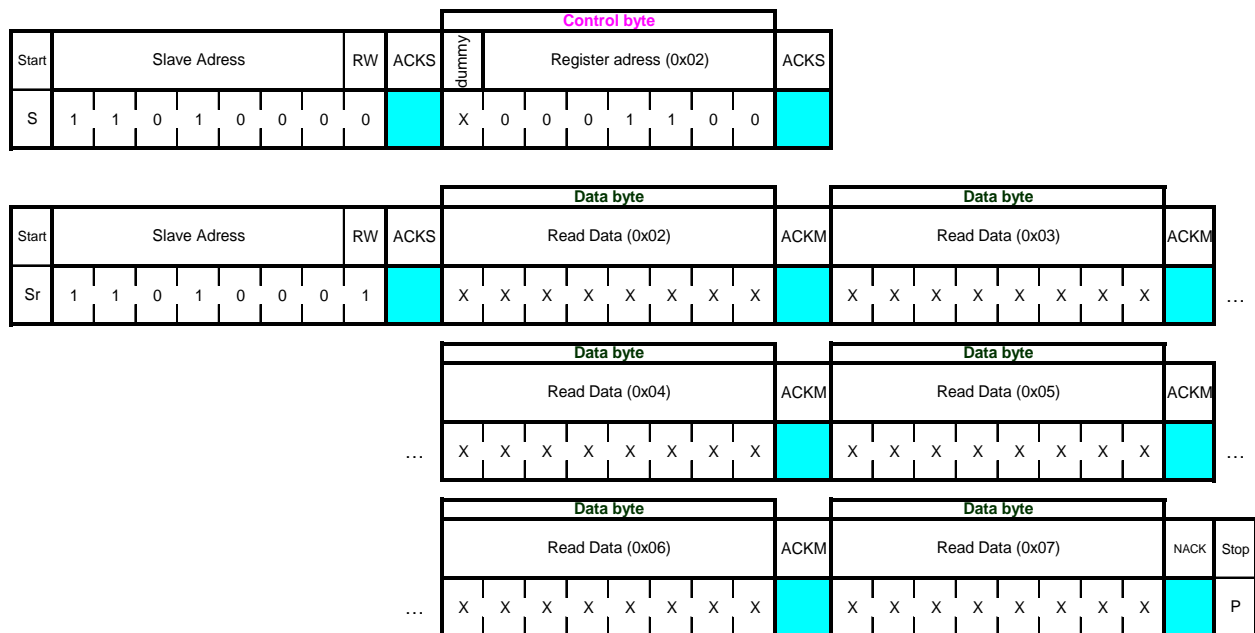 Control byte
Start Slave Adress RW ACKS dummy Register adress (0x02) ACKS
S 1 1 0 1 0 0 0 0 X 0 0 0 1 1 0 0
Data byte Data byte
Start Slave Adress RW ACKS Read Data (0x02) ACKM Read Data (0x03) ACKM
Sr 1 1 0 1 0 0 0 1 X X X X X X X X X X X X X X X X …
Data byte Data byte
Read Data (0x04) ACKM Read Data (0x05) ACKM
… X X X X X X X X X X X X X X X X …
Data byte Data byte
Read Data (0x06) ACKM Read Data (0x07) NACK Stop
… X X X X X X X X X X X X X X X X P